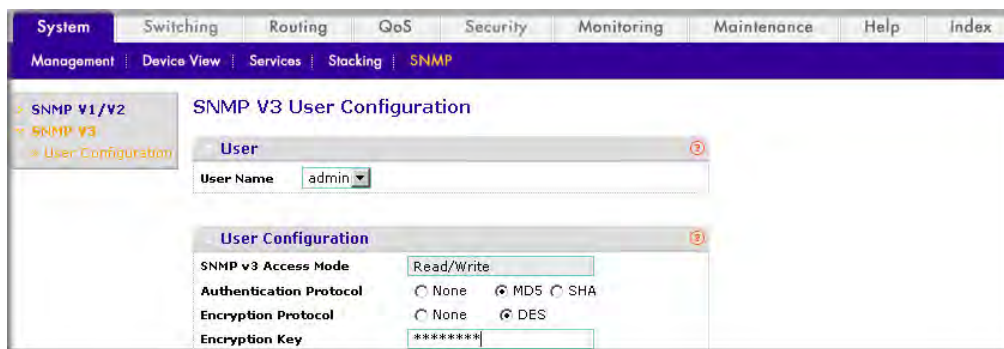 System Switching Routing QoS Security Monitoring Maintenance Help Index
Management Device View Services Stacking SNMP
SNMP V1/V2
SNMP V3
User Configuration
SNMP V3 User Configuration
User
User Name admin
User Configuration
SNMP v3 Access Mode Read/Write
Authentication Protocol None MD5 SHA
Encryption Protocol None DES
Encryption Key ********